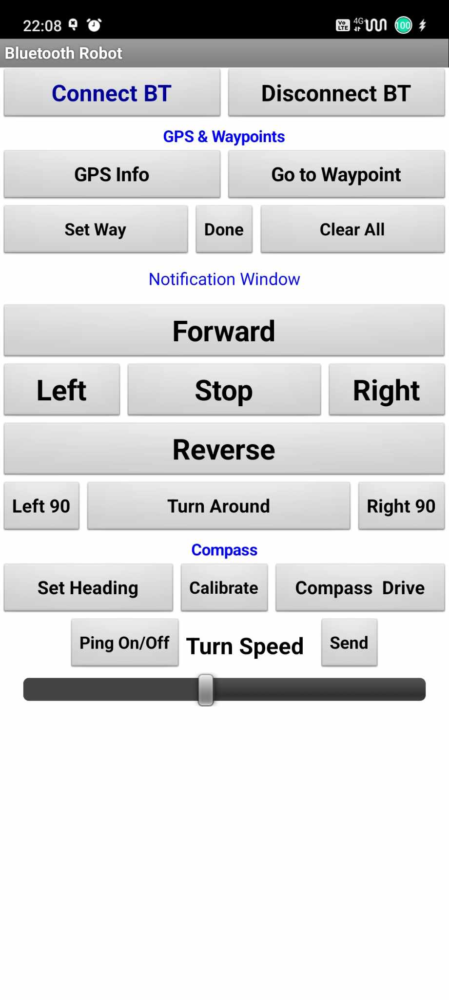 22:08 Vo LTE 4G+ 100
Bluetooth Robot
Connect BT Disconnect BT
GPS & Waypoints
GPS Info Go to Waypoint
Set Way Done Clear All
Notification Window
Forward
Left Stop Right
Reverse
Left 90 Turn Around Right 90
Compass
Set Heading Calibrate Compass  Drive
Ping On/Off Turn Speed Send